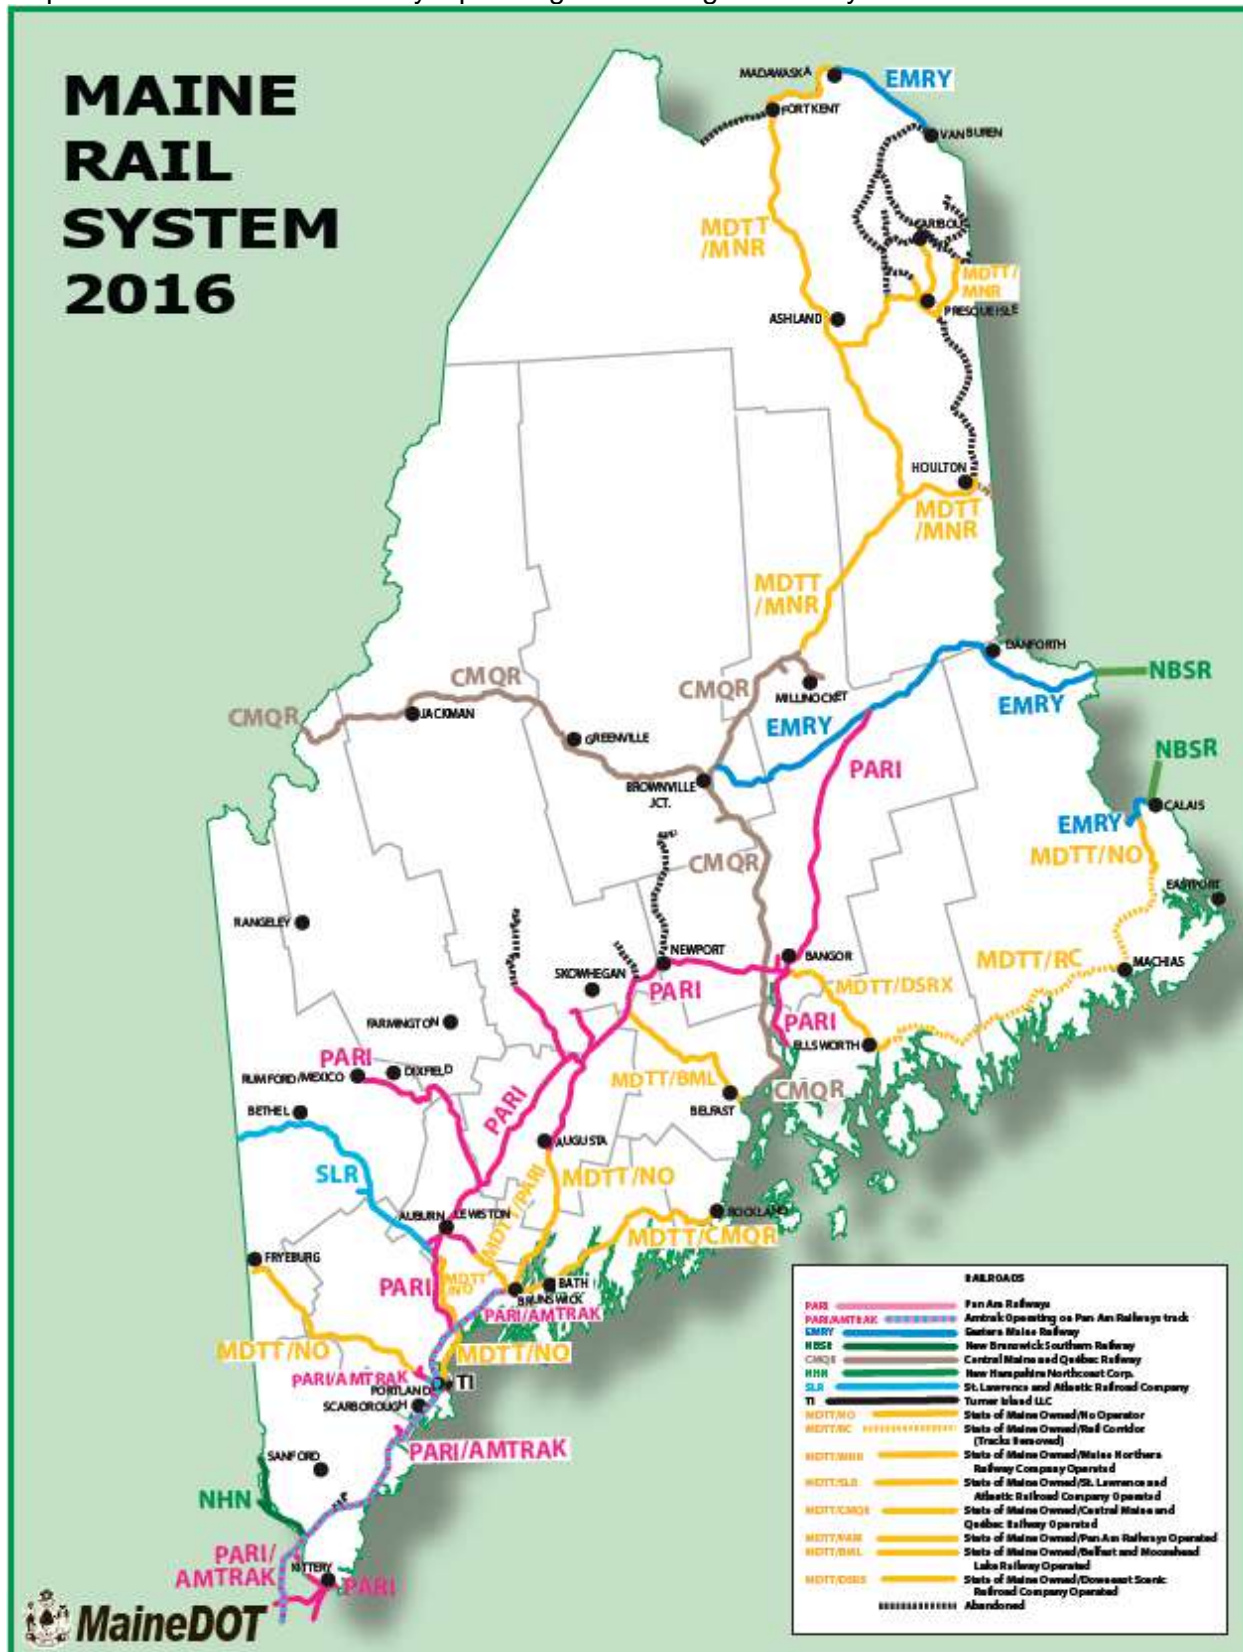 MAINE
RAIL
SYSTEM
2016
MADAWASKA
EMRY
FORT KENT
VAN BUREN
MDTT
/MNR
CARIBOU
MDTT/
MNR
PRESQUE ISLE
ASHLAND
HOULTON
MDTT
/MNR
MDTT
/MNR
DANFORTH
NBSR
CMQR
CMQR
MILLINOCKET
EMRY
CMQR
JACKMAN
EMRY
GREENVILLE
NBSR
PARI
BROWNVILLE
JCT.
CALAIS
EMRY
CMQR
MDTT/NO
EASTPORT
RANGELEY
NEWPORT
BANGOR
MDTT/RC
MACHIAS
SKOWHEGAN
PARI
MDTT/DSRX
FARMINGTON
PARI
ELLSWORTH
PARI
DIXFIELD
RUMFORD/MEXICO
MDTT/BML
CMQR
BELFAST
BETHEL
PARI
AUGUSTA
SLR
MDTT/NO
MDTT/PARI
ROCKLAND
AUBURN
LEWISTON
MDTT/CMQR
FRYEBURG
PARI
MDTT
/NO
BATH
BRUNSWICK
PARI/AMTRAK
MDTT/NO
MDTT/NO
PARI/AMTRAK
PORTLAND
TI
SCARBOROUGH
PARI/AMTRAK
SANFORD
NHN
PARI/
AMTRAK
KITTERY
PARI
MaineDOT
RAILROADS
PARI Pan Am Railways
PARI/AMTRAK Amtrak Operating on Pan Am Railways track
EMRY Eastern Maine Railway
NBSR New Brunswick Southern Railway
CMQR Central Maine and Québec Railway
NHN New Hampshire Northcoast Corp.
SLR St. Lawrence and Atlantic Railroad Company
TI Turner Island LLC
MDTT/NO State of Maine Owned/No Operator
MDTT/RC State of Maine Owned/Rail Corridor
(Tracks Removed)
MDTT/MNR State of Maine Owned/Maine Northern
Railway Company Operated
MDTT/SLR State of Maine Owned/St. Lawrence and
Atlantic Railroad Company Operated
MDTT/CMQR State of Maine Owned/Central Maine and
Québec Railway Operated
MDTT/PARI State of Maine Owned/Pan Am Railways Operated
MDTT/BML State of Maine Owned/Belfast and Moosehead
Lake Railway Operated
MDTT/DSRX State of Maine Owned/Downeast Scenic
Railroad Company Operated
Abandoned